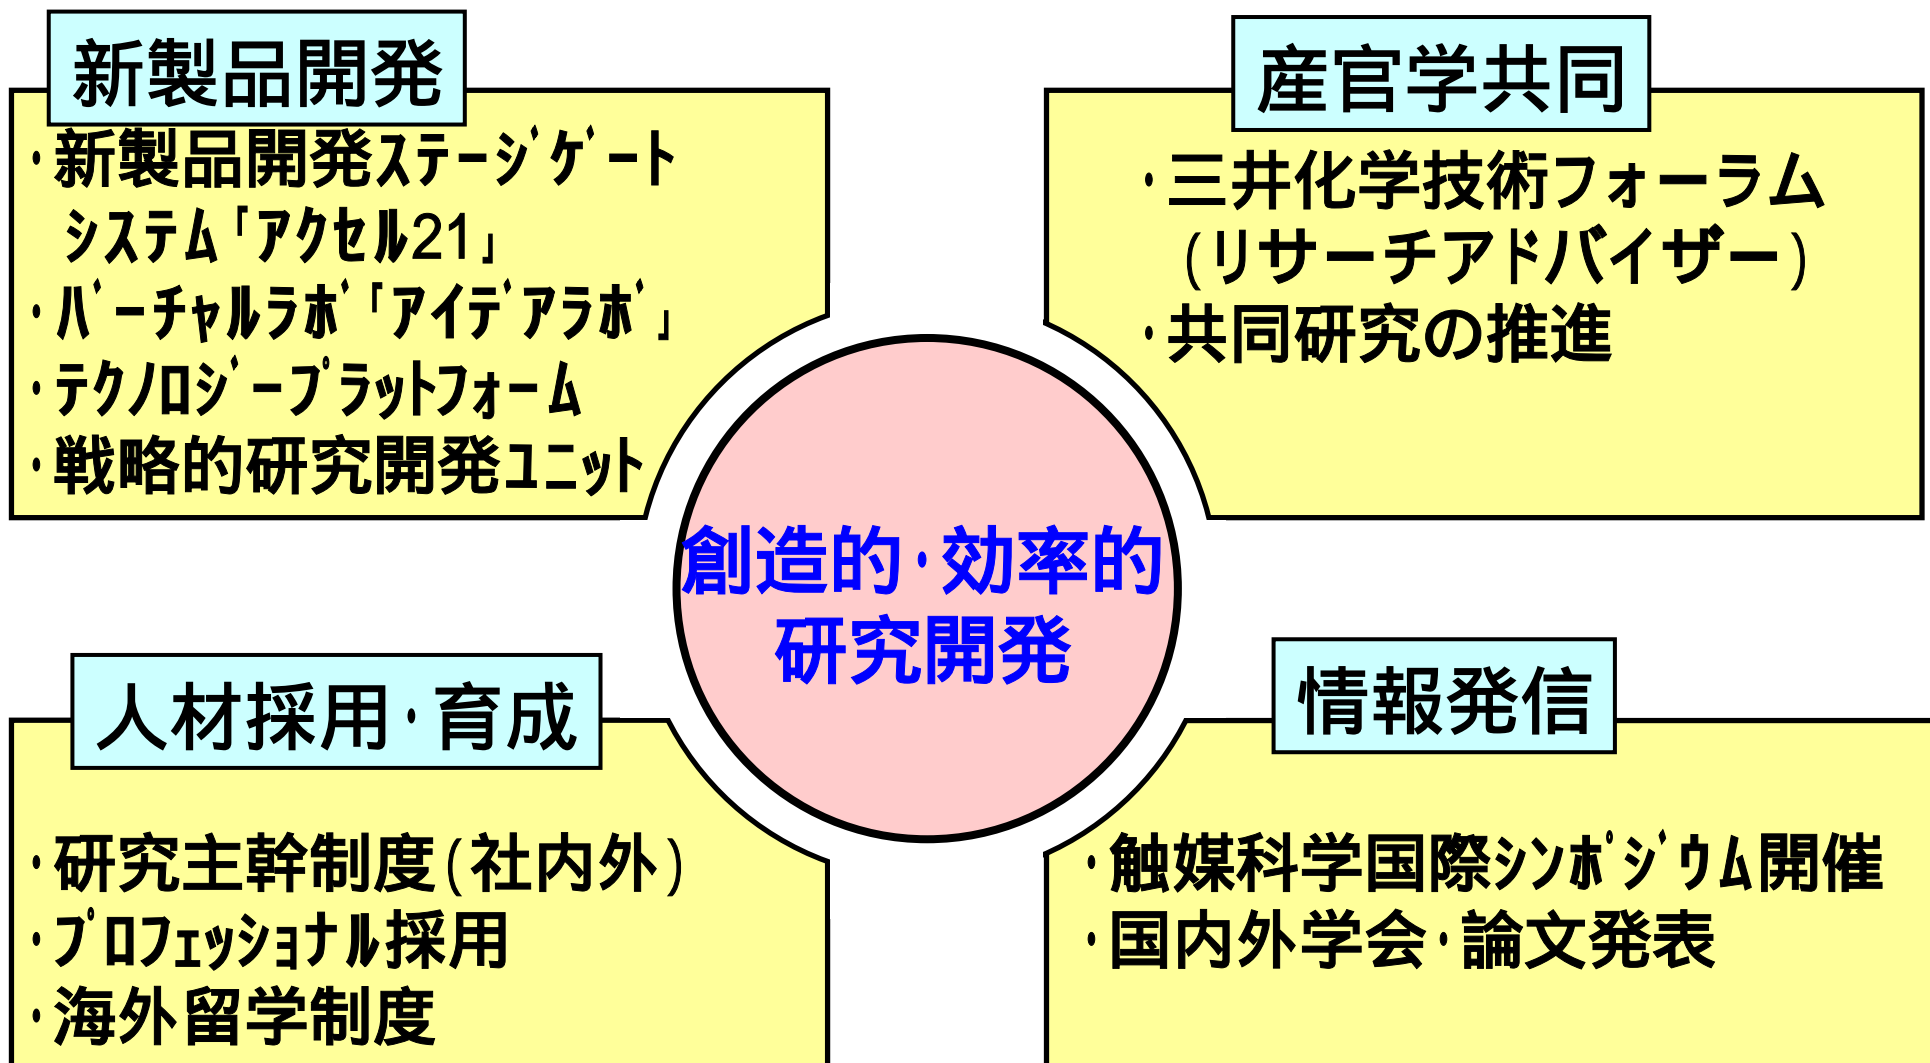 新製品開発
・新製品開発ｽﾃｰｼﾞｹﾞｰﾄ
ｼｽﾃﾑ｢ｱｸｾﾙ21｣
・ﾊﾞｰﾁｬﾙﾗﾎﾞ｢ｱｲﾃﾞｱﾗﾎﾞ｣
・ﾃｸﾉﾛｼﾞｰﾌﾟﾗｯﾄﾌｫｰﾑ
・戦略的研究開発ﾕﾆｯﾄ
産官学共同
・三井化学技術フォーラム
(リサーチアドバイザー)
・共同研究の推進
創造的・効率的
研究開発
人材採用・育成
・研究主幹制度(社内外)
・ﾌﾟﾛﾌｪｯｼｮﾅﾙ採用
・海外留学制度
情報発信
・触媒科学国際ｼﾝﾎﾟｼﾞｳﾑ開催
・国内外学会・論文発表